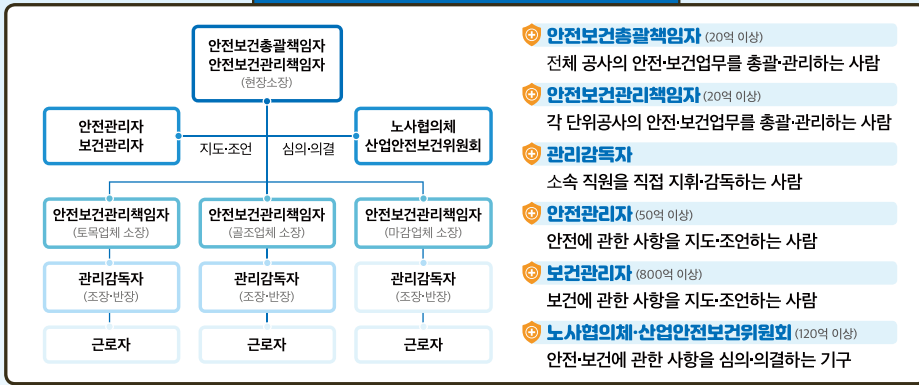 안전보건총괄책임자
안전보건관리책임자
(현장소장)
안전관리자
보건관리자
지도·조언
심의·의결
노사협의체
산업안전보건위원회
안전보건관리책임자
(토목업체 소장)
안전보건관리책임자
(골조업체 소장)
안전보건관리책임자
(마감업체 소장)
관리감독자
(조장·반장)
관리감독자
(조장·반장)
관리감독자
(조장·반장)
근로자
근로자
근로자
안전보건총괄책임자 (20억 이상)
전체 공사의 안전·보건업무를 총괄·관리하는 사람
안전보건관리책임자 (20억 이상)
각 단위공사의 안전·보건업무를 총괄·관리하는 사람
관리감독자
소속 직원을 직접 지휘·감독하는 사람
안전관리자 (50억 이상)
안전에 관한 사항을 지도·조언하는 사람
보건관리자 (800억 이상)
보건에 관한 사항을 지도·조언하는 사람
노사협의체·산업안전보건위원회 (120억 이상)
안전·보건에 관한 사항을 심의·의결하는 기구